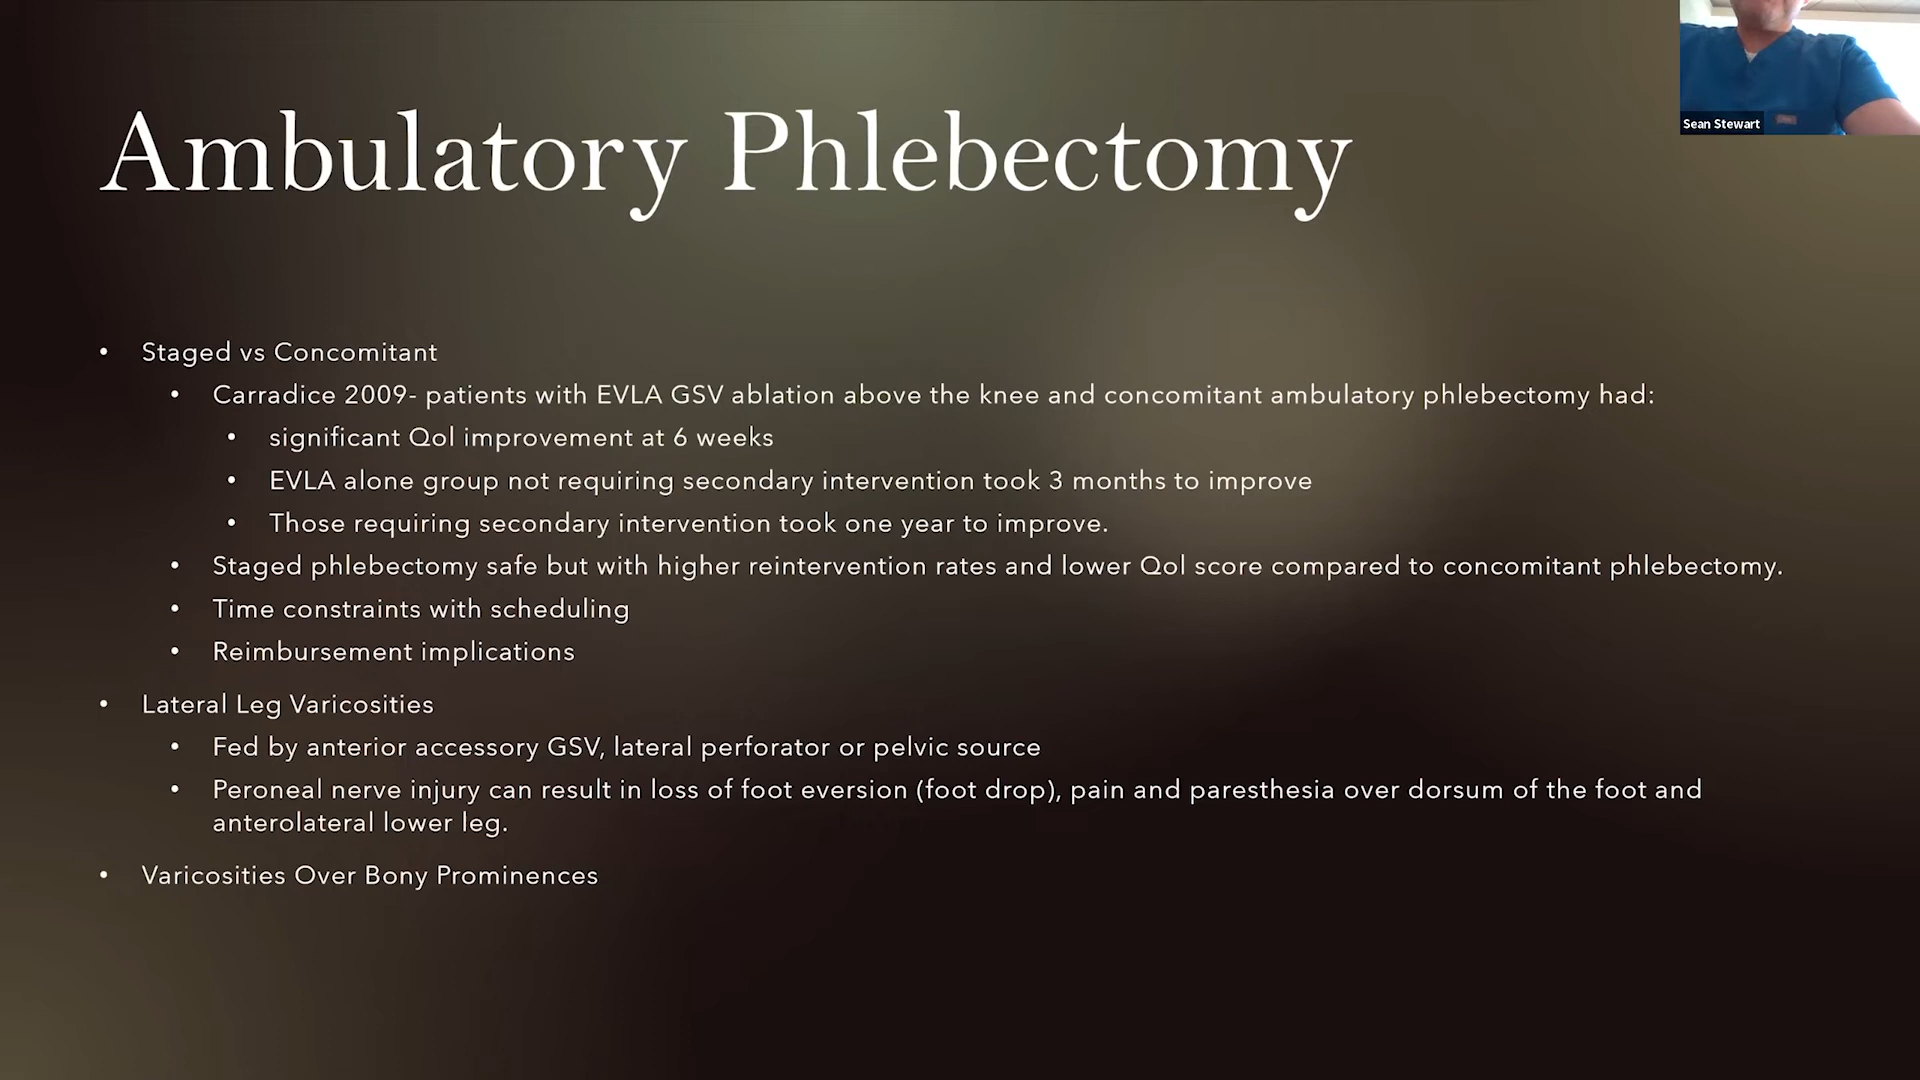 Sean Stewart
Ambulatory Phlebectomy
• Staged vs Concomitant
• Carradice 2009- patients with EVLA GSV ablation above the knee and concomitant ambulatory phlebectomy had:
• significant Qol improvement at 6 weeks
• EVLA alone group not requiring secondary intervention took 3 months to improve
• Those requiring secondary intervention took one year to improve.
• Staged phlebectomy safe but with higher reintervention rates and lower Qol score compared to concomitant phlebectomy.
• Time constraints with scheduling
• Reimbursement implications
• Lateral Leg Varicosities
• Fed by anterior accessory GSV, lateral perforator or pelvic source
• Peroneal nerve injury can result in loss of foot eversion (foot drop), pain and paresthesia over dorsum of the foot and
anterolateral lower leg.
• Varicosities Over Bony Prominences